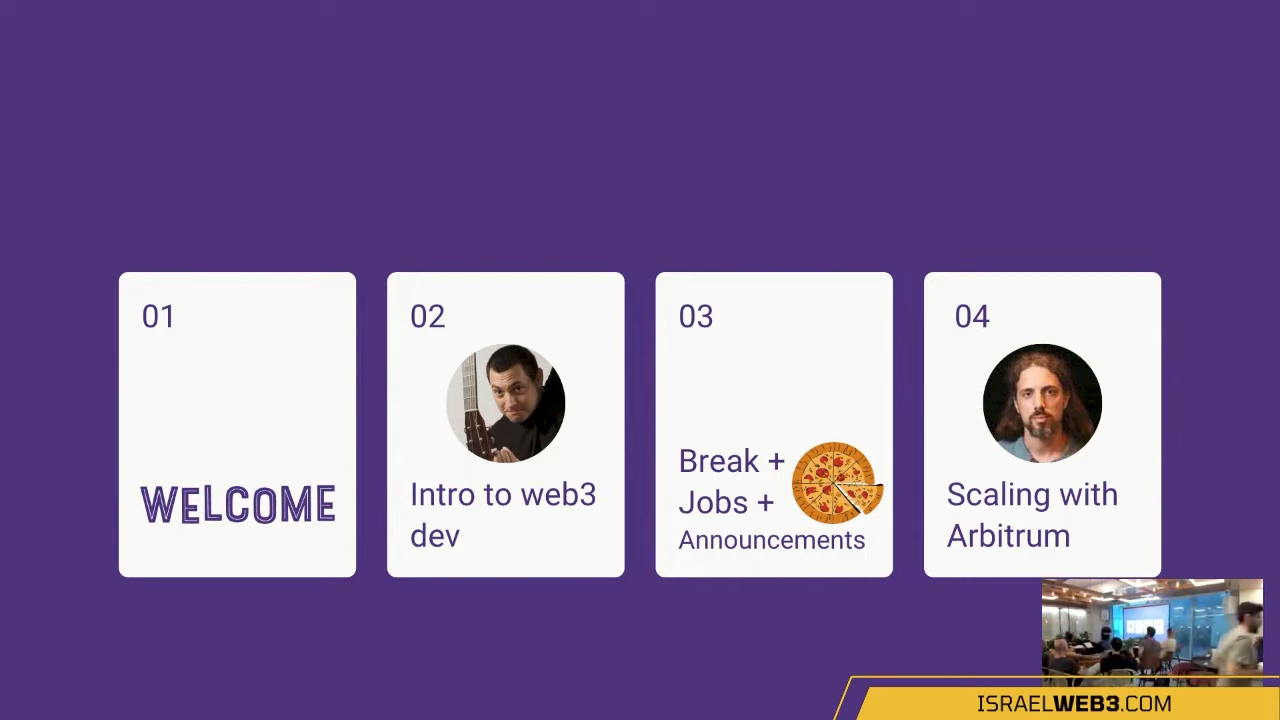 01
WELCOME
02
Intro to web3
dev
03
Break +
Jobs +
Announcements
04
Scaling with
Arbitrum
ISRAELWEB3.COM